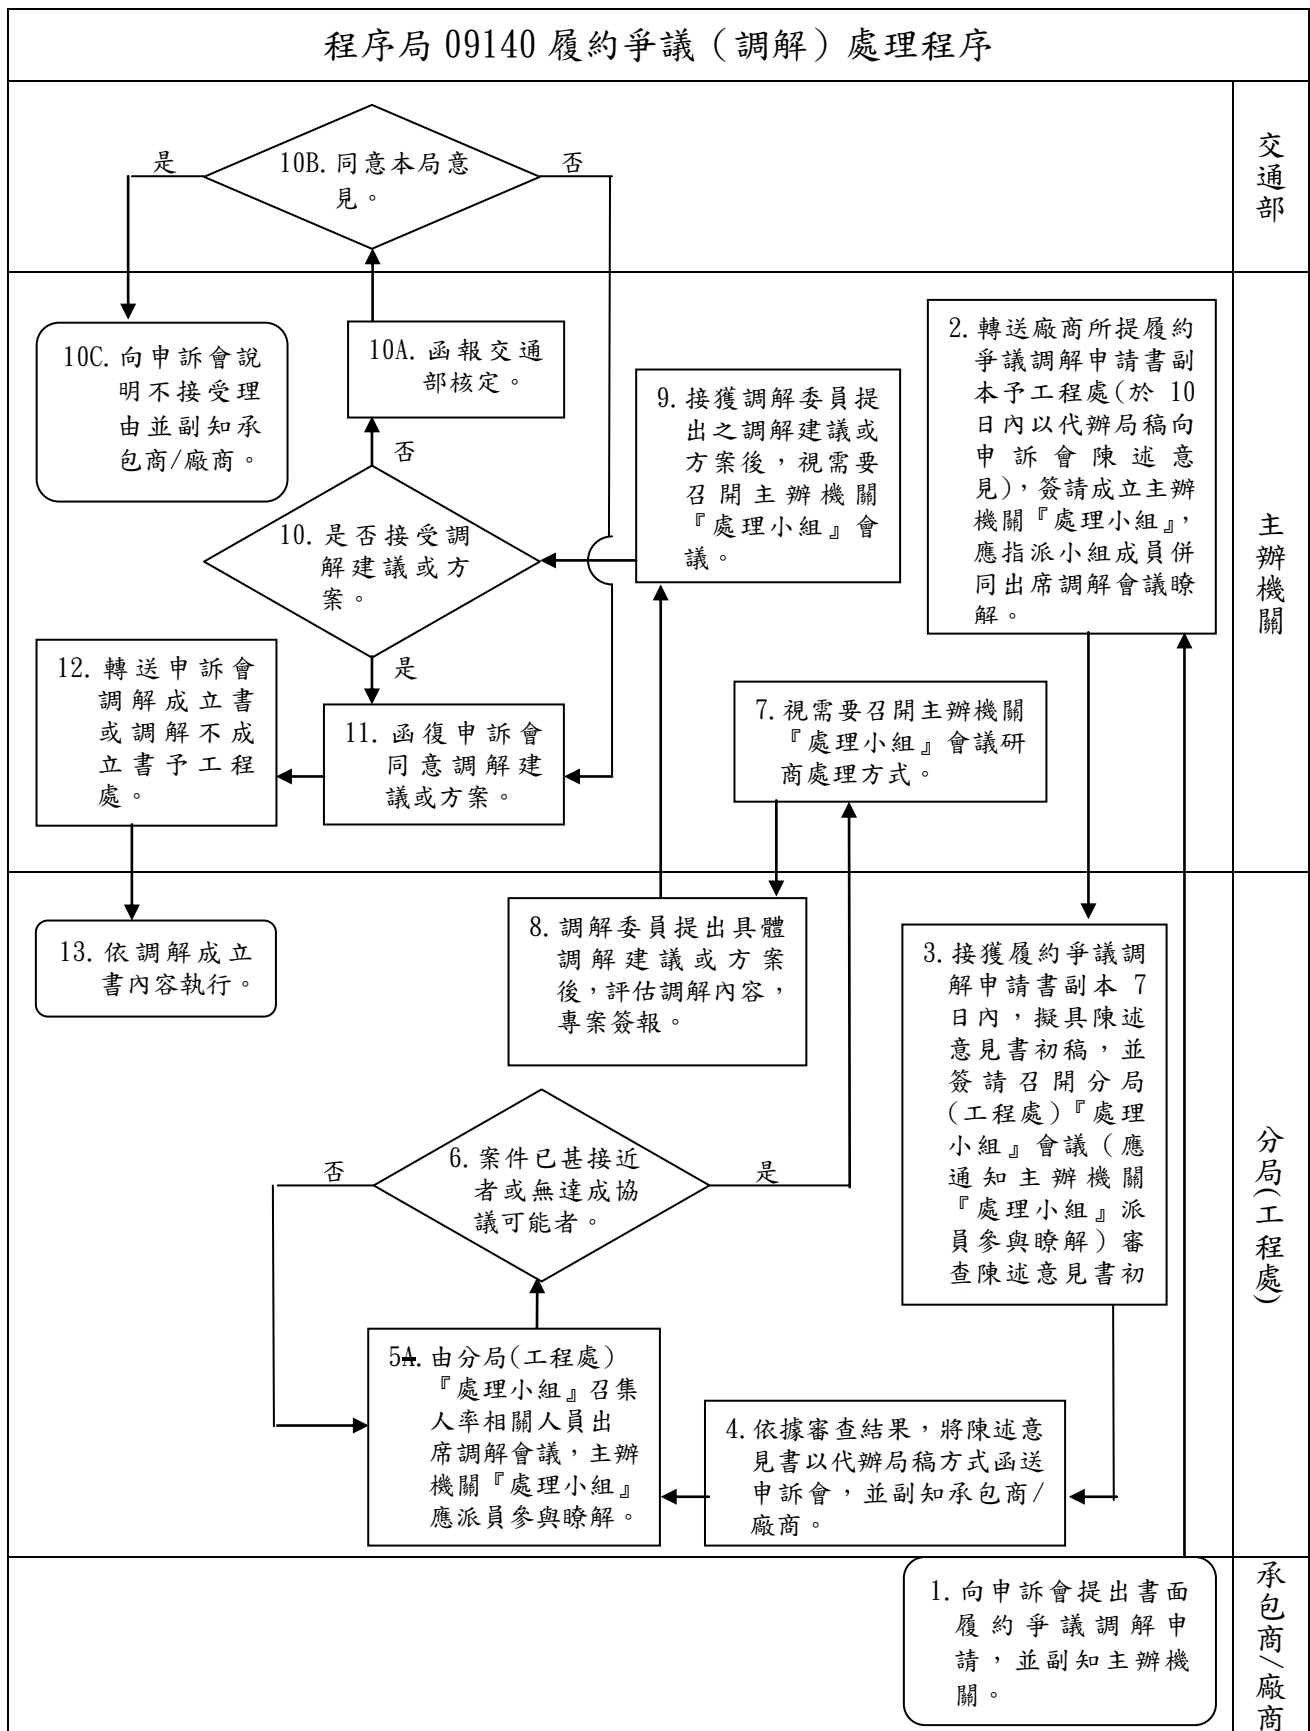 程序局 09140 履約爭議（調解）處理程序
交通部
10B. 同意本局意
見。
是
否
主辦機關
10C. 向申訴會說
明不接受理
由並副知承
包商/廠商。
10A. 函報交通
部核定。
否
9. 接獲調解委員提
出之調解建議或
方案後，視需要
召開主辦機關
『處理小組』會
議。
2. 轉送廠商所提履約
爭議調解申請書副
本予工程處(於 10
日內以代辦局稿向
申訴會陳述意
見)，簽請成立主辦
機關『處理小組』，
應指派小組成員併
同出席調解會議瞭
解。
10. 是否接受調
解建議或方
案。
是
12. 轉送申訴會
調解成立書
或調解不成
立書予工程
處。
11. 函復申訴會
同意調解建
議或方案。
7. 視需要召開主辦機關
『處理小組』會議研
商處理方式。
分局(工程處)
13. 依調解成立
書內容執行。
8. 調解委員提出具體
調解建議或方案
後，評估調解內容，
專案簽報。
3. 接獲履約爭議調
解申請書副本 7
日內，擬具陳述
意見書初稿，並
簽請召開分局
(工程處)『處理
小組』會議（應
通知主辦機關
『處理小組』派
員參與瞭解）審
查陳述意見書初
6. 案件已甚接近
者或無達成協
議可能者。
否
是
5A. 由分局(工程處)
『處理小組』召集
人率相關人員出
席調解會議，主辦
機關『處理小組』
應派員參與瞭解。
4. 依據審查結果，將陳述意
見書以代辦局稿方式函送
申訴會，並副知承包商/
廠商。
承包商/廠商
1. 向申訴會提出書面
履約爭議調解申
請，並副知主辦機
關。